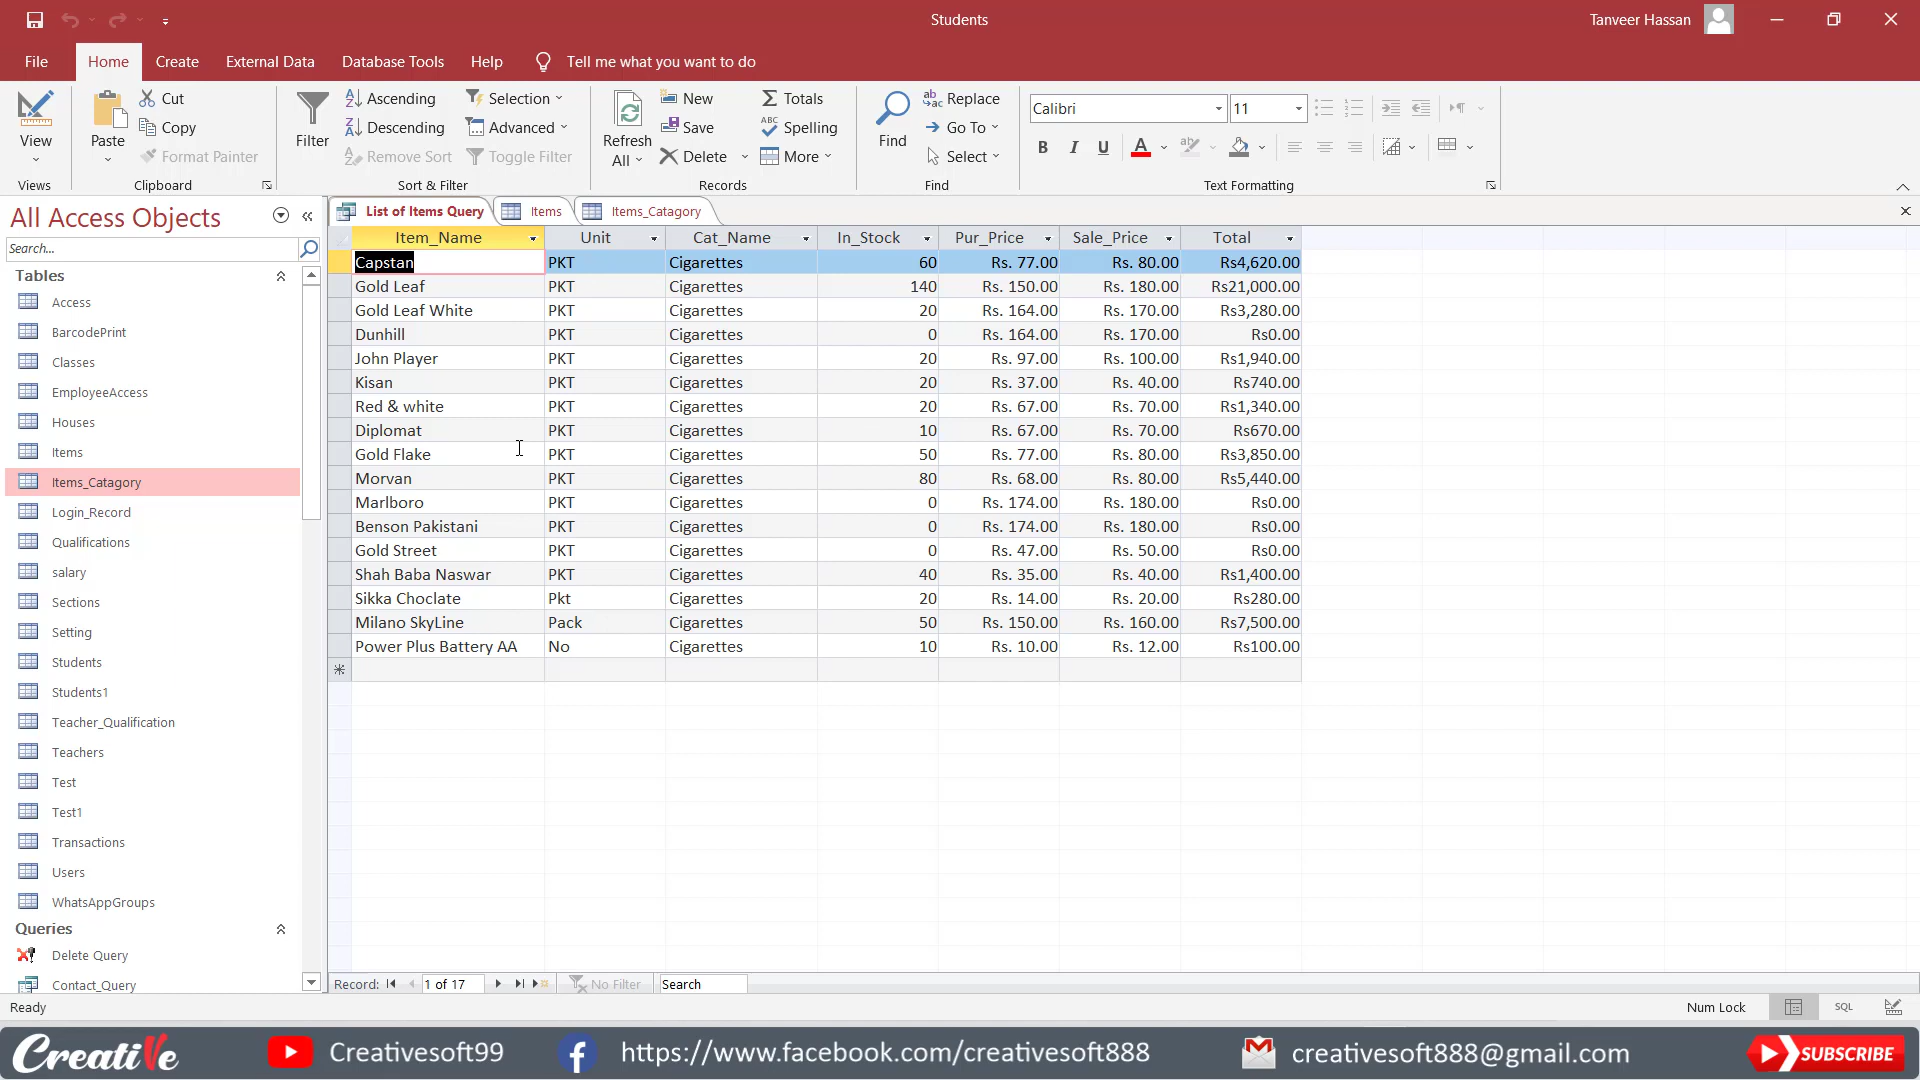 Students
Tanveer Hassan
File Home Create External Data Database Tools Help Tell me what you want to do
View
Views
Paste
Cut
Copy
Format Painter
Clipboard
Filter
Ascending
Descending
Remove Sort
Selection
Advanced
Toggle Filter
Sort & Filter
Refresh All
New
Save
Delete
Totals
Spelling
More
Records
Find
Replace
Go To
Select
Find
Calibri 11
B I U A
Text Formatting
All Access Objects
Search...
Tables
Access
BarcodePrint
Classes
EmployeeAccess
Houses
Items
Items_Catagory
Login_Record
Qualifications
salary
Sections
Setting
Students
Students1
Teacher_Qualification
Teachers
Test
Test1
Transactions
Users
WhatsAppGroups
Queries
Delete Query
Contact_Query
List of Items Query Items Items_Catagory
Item_Name Unit Cat_Name In_Stock Pur_Price Sale_Price Total
Capstan PKT Cigarettes 60 Rs. 77.00 Rs. 80.00 Rs4,620.00
Gold Leaf PKT Cigarettes 140 Rs. 150.00 Rs. 180.00 Rs21,000.00
Gold Leaf White PKT Cigarettes 20 Rs. 164.00 Rs. 170.00 Rs3,280.00
Dunhill PKT Cigarettes 0 Rs. 164.00 Rs. 170.00 Rs0.00
John Player PKT Cigarettes 20 Rs. 97.00 Rs. 100.00 Rs1,940.00
Kisan PKT Cigarettes 20 Rs. 37.00 Rs. 40.00 Rs740.00
Red & white PKT Cigarettes 20 Rs. 67.00 Rs. 70.00 Rs1,340.00
Diplomat PKT Cigarettes 10 Rs. 67.00 Rs. 70.00 Rs670.00
Gold Flake PKT Cigarettes 50 Rs. 77.00 Rs. 80.00 Rs3,850.00
Morvan PKT Cigarettes 80 Rs. 68.00 Rs. 80.00 Rs5,440.00
Marlboro PKT Cigarettes 0 Rs. 174.00 Rs. 180.00 Rs0.00
Benson Pakistani PKT Cigarettes 0 Rs. 174.00 Rs. 180.00 Rs0.00
Gold Street PKT Cigarettes 0 Rs. 47.00 Rs. 50.00 Rs0.00
Shah Baba Naswar PKT Cigarettes 40 Rs. 35.00 Rs. 40.00 Rs1,400.00
Sikka Choclate Pkt Cigarettes 20 Rs. 14.00 Rs. 20.00 Rs280.00
Milano SkyLine Pack Cigarettes 50 Rs. 150.00 Rs. 160.00 Rs7,500.00
Power Plus Battery AA No Cigarettes 10 Rs. 10.00 Rs. 12.00 Rs100.00
Record: 1 of 17 No Filter Search
Ready Num Lock SQL
Creative Creativesoft99 https://www.facebook.com/creativesoft888 creativesoft888@gmail.com SUBSCRIBE